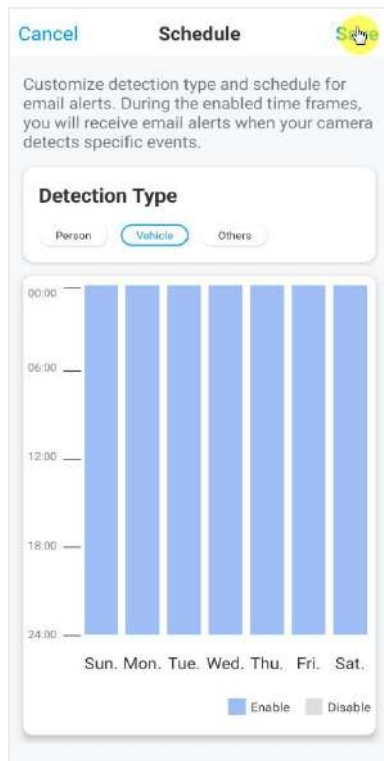 Cancel Schedule Save
Customize detection type and schedule for
email alerts. During the enabled time frames,
you will receive email alerts when your camera
detects specific events.
Detection Type
Person Vehicle Others
00:00
06:00
12:00
18:00
24:00
Sun. Mon. Tue. Wed. Thu. Fri. Sat.
Enable Disable